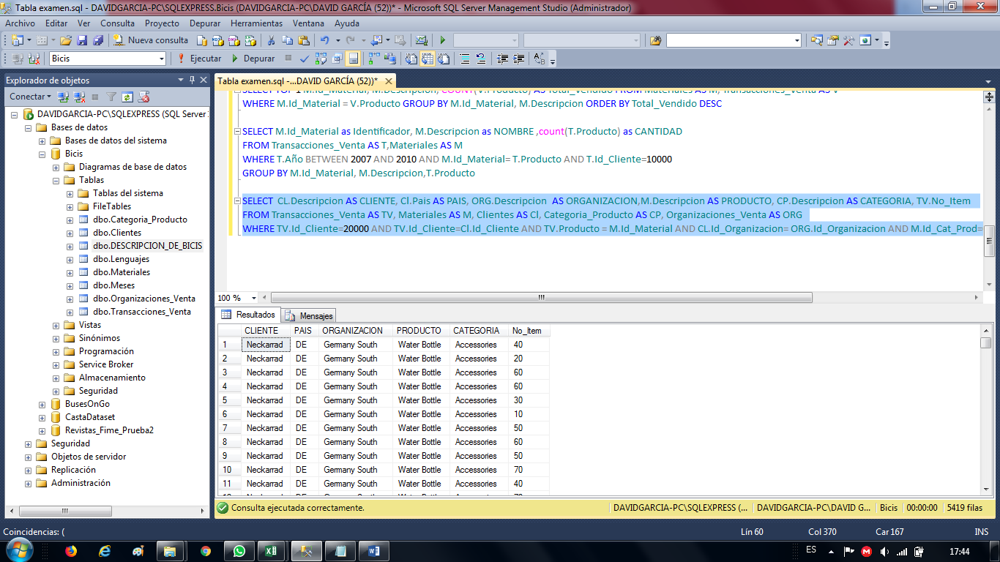 Tabla examen.sql - DAVIDGARCIA-PC\SQLEXPRESS.Bicis (DAVIDGARCIA-PC\DAVID GARCÍA (52))* - Microsoft SQL Server Management Studio (Administrador)
Archivo Editar Ver Consulta Proyecto Depurar Herramientas Ventana Ayuda
Nueva consulta
Bicis Ejecutar Depurar
Explorador de objetos
Conectar
DAVIDGARCIA-PC\SQLEXPRESS (SQL Server
Bases de datos
Bases de datos del sistema
Bicis
Diagramas de base de datos
Tablas
Tablas del sistema
FileTables
dbo.Categoria_Producto
dbo.Clientes
dbo.DESCRIPCION_DE_BICIS
dbo.Lenguajes
dbo.Materiales
dbo.Meses
dbo.Organizaciones_Venta
dbo.Transacciones_Venta
Vistas
Sinónimos
Programación
Service Broker
Almacenamiento
Seguridad
BusesOnGo
CastaDataset
Revistas_Fime_Prueba2
Seguridad
Objetos de servidor
Replicación
Administración
Tabla examen.sql -...DAVID GARCÍA (52))*
SELECT TOP 1 M.Id_Material, M.Descripcion, COUNT(V.Producto) AS Total_Vendido FROM Materiales AS M, Transacciones_Venta AS V
WHERE M.Id_Material = V.Producto GROUP BY M.Id_Material, M.Descripcion ORDER BY Total_Vendido DESC
SELECT M.Id_Material as Identificador, M.Descripcion as NOMBRE ,count(T.Producto) as CANTIDAD
FROM Transacciones_Venta AS T,Materiales AS M
WHERE T.Año BETWEEN 2007 AND 2010 AND M.Id_Material= T.Producto AND T.Id_Cliente=10000
GROUP BY M.Id_Material, M.Descripcion,T.Producto
SELECT CL.Descripcion AS CLIENTE, Cl.Pais AS PAIS, ORG.Descripcion AS ORGANIZACION,M.Descripcion AS PRODUCTO, CP.Descripcion AS CATEGORIA, TV.No_Item
FROM Transacciones_Venta AS TV, Materiales AS M, Clientes AS Cl, Categoria_Producto AS CP, Organizaciones_Venta AS ORG
WHERE TV.Id_Cliente=20000 AND TV.Id_Cliente=Cl.Id_Cliente AND TV.Producto = M.Id_Material AND CL.Id_Organizacion= ORG.Id_Organizacion AND M.Id_Cat_Prod=
100 %
Resultados Mensajes
CLIENTE PAIS ORGANIZACION PRODUCTO CATEGORIA No_Item
1 Neckarrad DE Germany South Water Bottle Accessories 40
2 Neckarrad DE Germany South Water Bottle Accessories 20
3 Neckarrad DE Germany South Water Bottle Accessories 60
4 Neckarrad DE Germany South Water Bottle Accessories 60
5 Neckarrad DE Germany South Water Bottle Accessories 30
6 Neckarrad DE Germany South Water Bottle Accessories 10
7 Neckarrad DE Germany South Water Bottle Accessories 50
8 Neckarrad DE Germany South Water Bottle Accessories 60
9 Neckarrad DE Germany South Water Bottle Accessories 50
10 Neckarrad DE Germany South Water Bottle Accessories 70
11 Neckarrad DE Germany South Water Bottle Accessories 40
Consulta ejecutada correctamente. DAVIDGARCIA-PC\SQLEXPRESS (... DAVIDGARCIA-PC\DAVID G... Bicis 00:00:00 5419 filas
Coincidencias: ( Lín 60 Col 370 Car 167 INS
ES 17:44